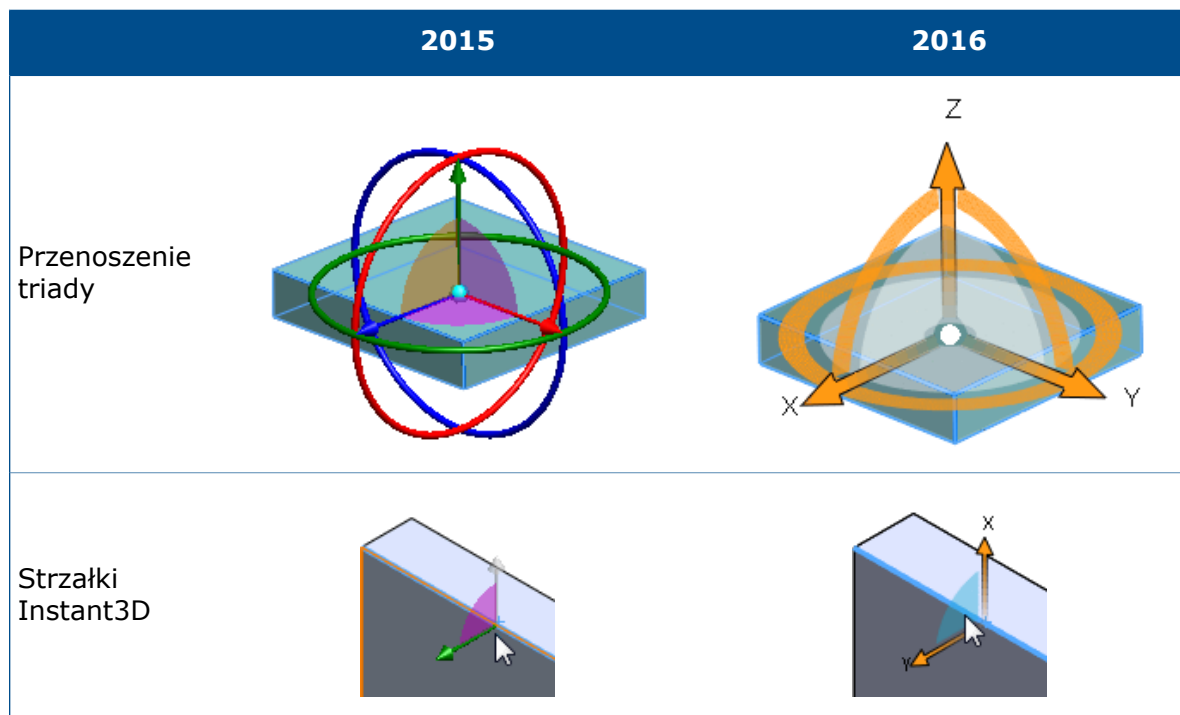 2015 2016
Z
Przenoszenie
triady
X Y
X
Strzałki
Instant3D
Y